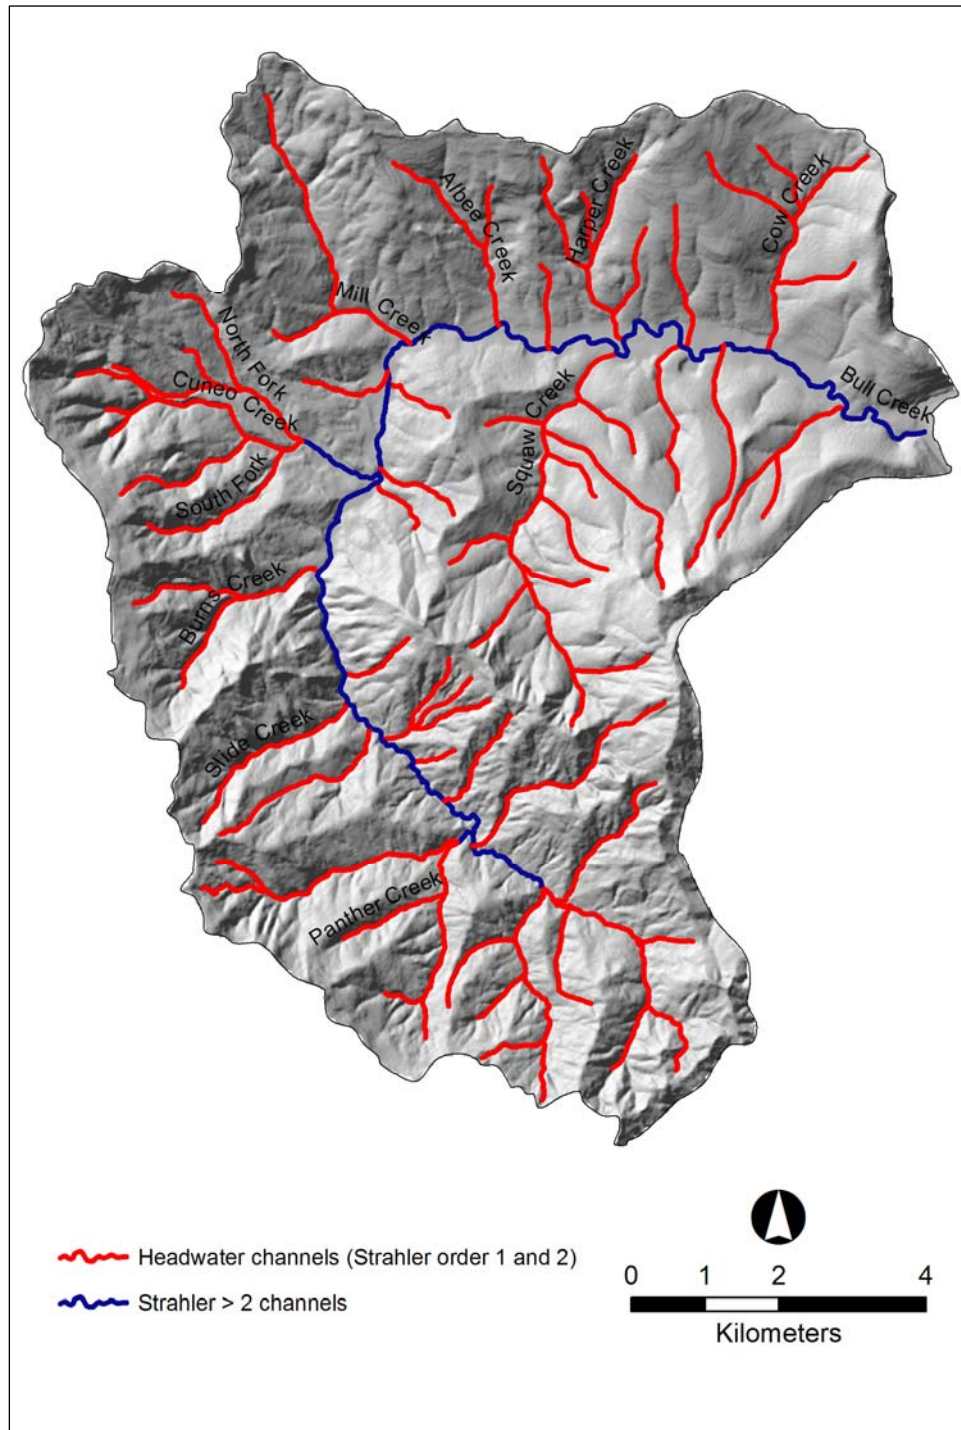 Albee Creek
Harper Creek
Cow Creek
Mill Creek
North Fork
Cuneo Creek
Bull Creek
Squaw Creek
South Fork
Burns Creek
Slide Creek
Panther Creek
Headwater channels (Strahler order 1 and 2)
Strahler > 2 channels
0 1 2 4
Kilometers